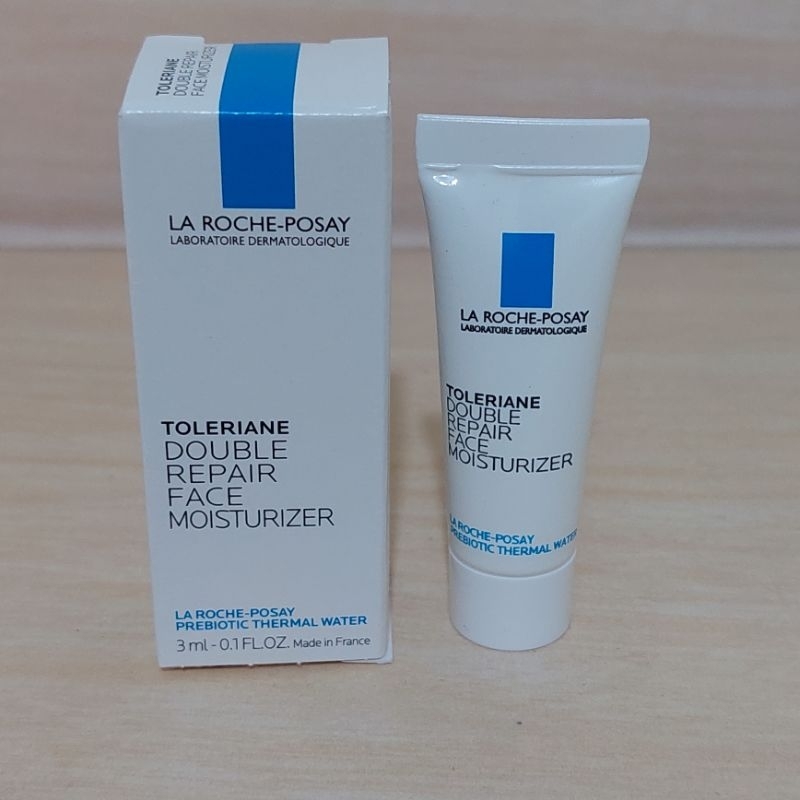 TOLERIANE
DOUBLE REPAIR
FACE MOISTURIZER
LA ROCHE-POSAY
LABORATOIRE DERMATOLOGIQUE
TOLERIANE
DOUBLE
REPAIR
FACE
MOISTURIZER
LA ROCHE-POSAY
PREBIOTIC THERMAL WATER
3 ml - 0.1 FL.OZ. Made in France
LA ROCHE-POSAY
LABORATOIRE DERMATOLOGIQUE
TOLERIANE
DOUBLE
REPAIR
FACE
MOISTURIZER
LA ROCHE-POSAY
PREBIOTIC THERMAL WATER